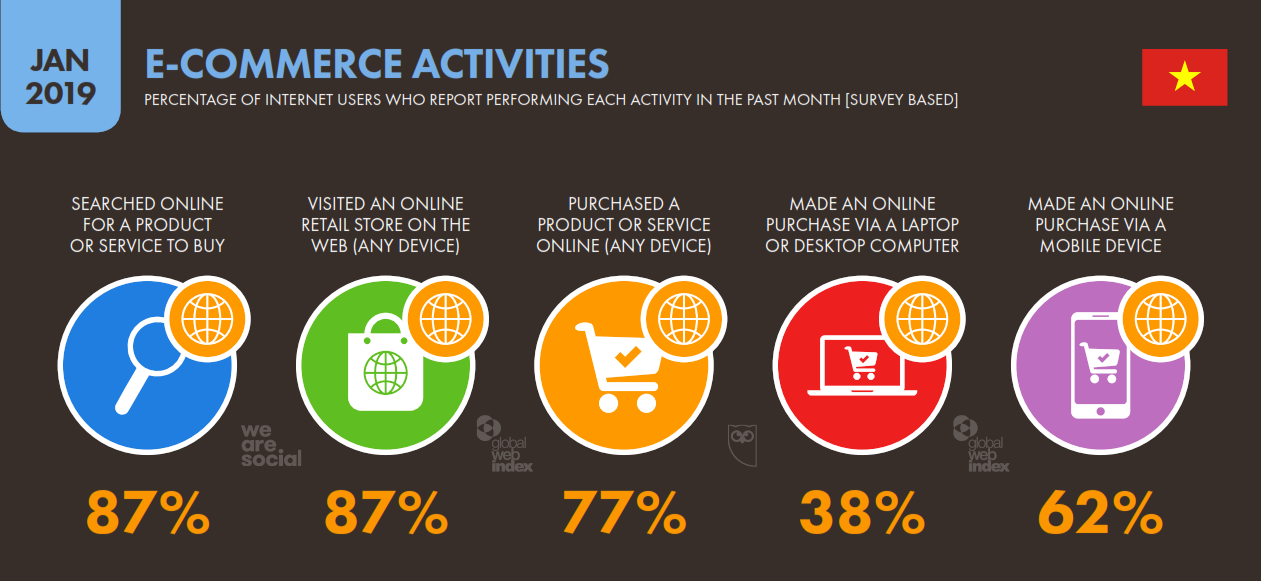 JAN
2019
E-COMMERCE ACTIVITIES
PERCENTAGE OF INTERNET USERS WHO REPORT PERFORMING EACH ACTIVITY IN THE PAST MONTH [SURVEY BASED]
SEARCHED ONLINE
FOR A PRODUCT
OR SERVICE TO BUY
VISITED AN ONLINE
RETAIL STORE ON THE
WEB (ANY DEVICE)
PURCHASED A
PRODUCT OR SERVICE
ONLINE (ANY DEVICE)
MADE AN ONLINE
PURCHASE VIA A LAPTOP
OR DESKTOP COMPUTER
MADE AN ONLINE
PURCHASE VIA A
MOBILE DEVICE
we
are
social
global
web
index
global
web
index
87%
87%
77%
38%
62%